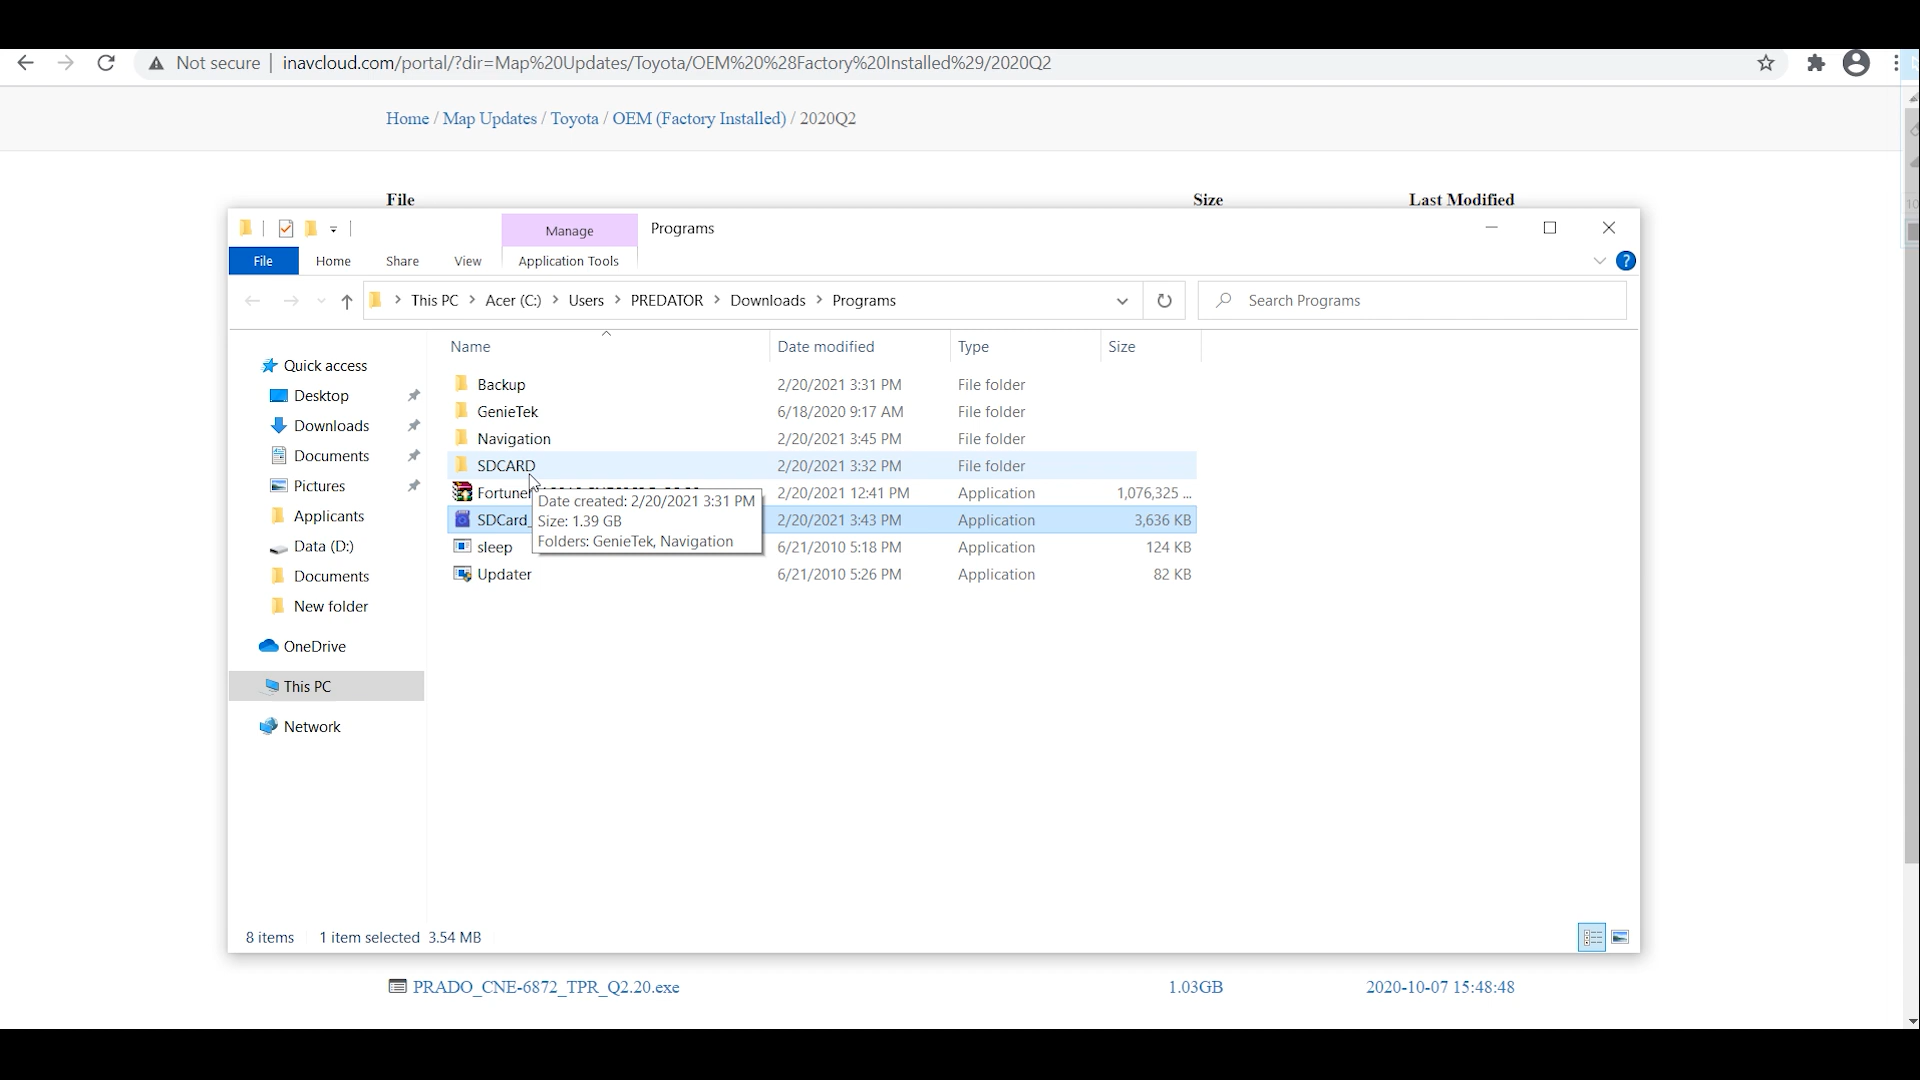 Not secure | inavcloud.com/portal/?dir=Map%20Updates/Toyota/OEM%20%28Factory%20Installed%29/2020Q2
Home / Map Updates / Toyota / OEM (Factory Installed) / 2020Q2
File Size Last Modified
Manage Programs
File Home Share View Application Tools
This PC > Acer (C:) > Users > PREDATOR > Downloads > Programs
Search Programs
Name Date modified Type Size
Quick access
Desktop
Downloads
Documents
Pictures
Applicants
Data (D:)
Documents
New folder
OneDrive
This PC
Network
Backup 2/20/2021 3:31 PM File folder
GenieTek 6/18/2020 9:17 AM File folder
Navigation 2/20/2021 3:45 PM File folder
SDCARD 2/20/2021 3:32 PM File folder
2/20/2021 12:41 PM Application 1,076,325 ...
SDCard_ 2/20/2021 3:43 PM Application 3,636 KB
sleep 6/21/2010 5:18 PM Application 124 KB
Updater 6/21/2010 5:26 PM Application 82 KB
Date created: 2/20/2021 3:31 PM
Size: 1.39 GB
Folders: GenieTek, Navigation
8 items 1 item selected 3.54 MB
PRADO_CNE-6872_TPR_Q2.20.exe 1.03GB 2020-10-07 15:48:48